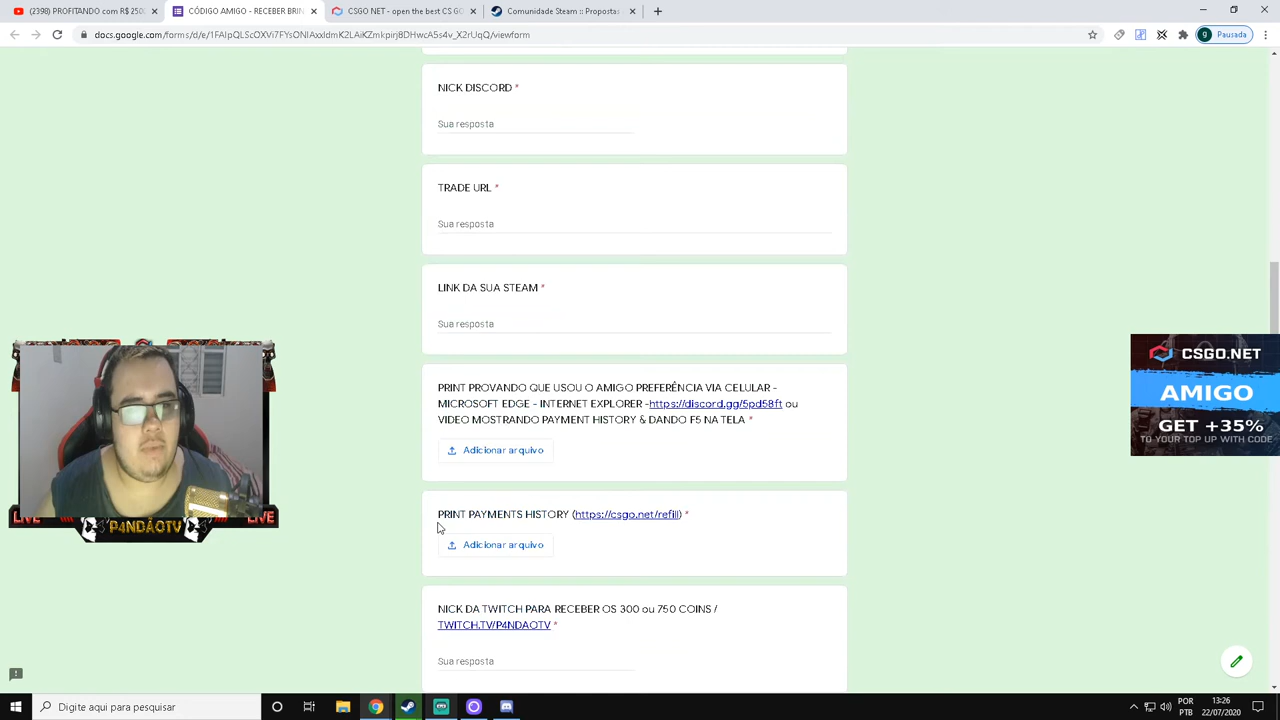 (2398) PROFITANDO com R$ 250
CÓDIGO AMIGO - RECEBER BRIN
CSGO NET - open the best CS GO
Comunidade Steam :: Propostas
docs.google.com/forms/d/e/
viewform
g Pausada
NICK DISCORD *
Sua resposta
TRADE URL *
Sua resposta
LINK DA SUA STEAM *
Sua resposta
PRINT PROVANDO QUE USOU O AMIGO PREFERÊNCIA VIA CELULAR -
MICROSOFT EDGE - INTERNET EXPLORER -https://discord.gg/5pd58ft ou
VIDEO MOSTRANDO PAYMENT HISTORY & DANDO F5 NA TELA *
Adicionar arquivo
PRINT PAYMENTS HISTORY (https://csgo.net/refill) *
Adicionar arquivo
NICK DA TWITCH PARA RECEBER OS 300 ou 750 COINS /
TWITCH.TV/P4NDAOTV *
Sua resposta
CSGO.NET
AMIGO
GET +35%
TO YOUR TOP UP WITH CODE
LIVE
P4NDÃOTV
LIVE
Digite aqui para pesquisar
POR
PTB
13:26
22/07/2020